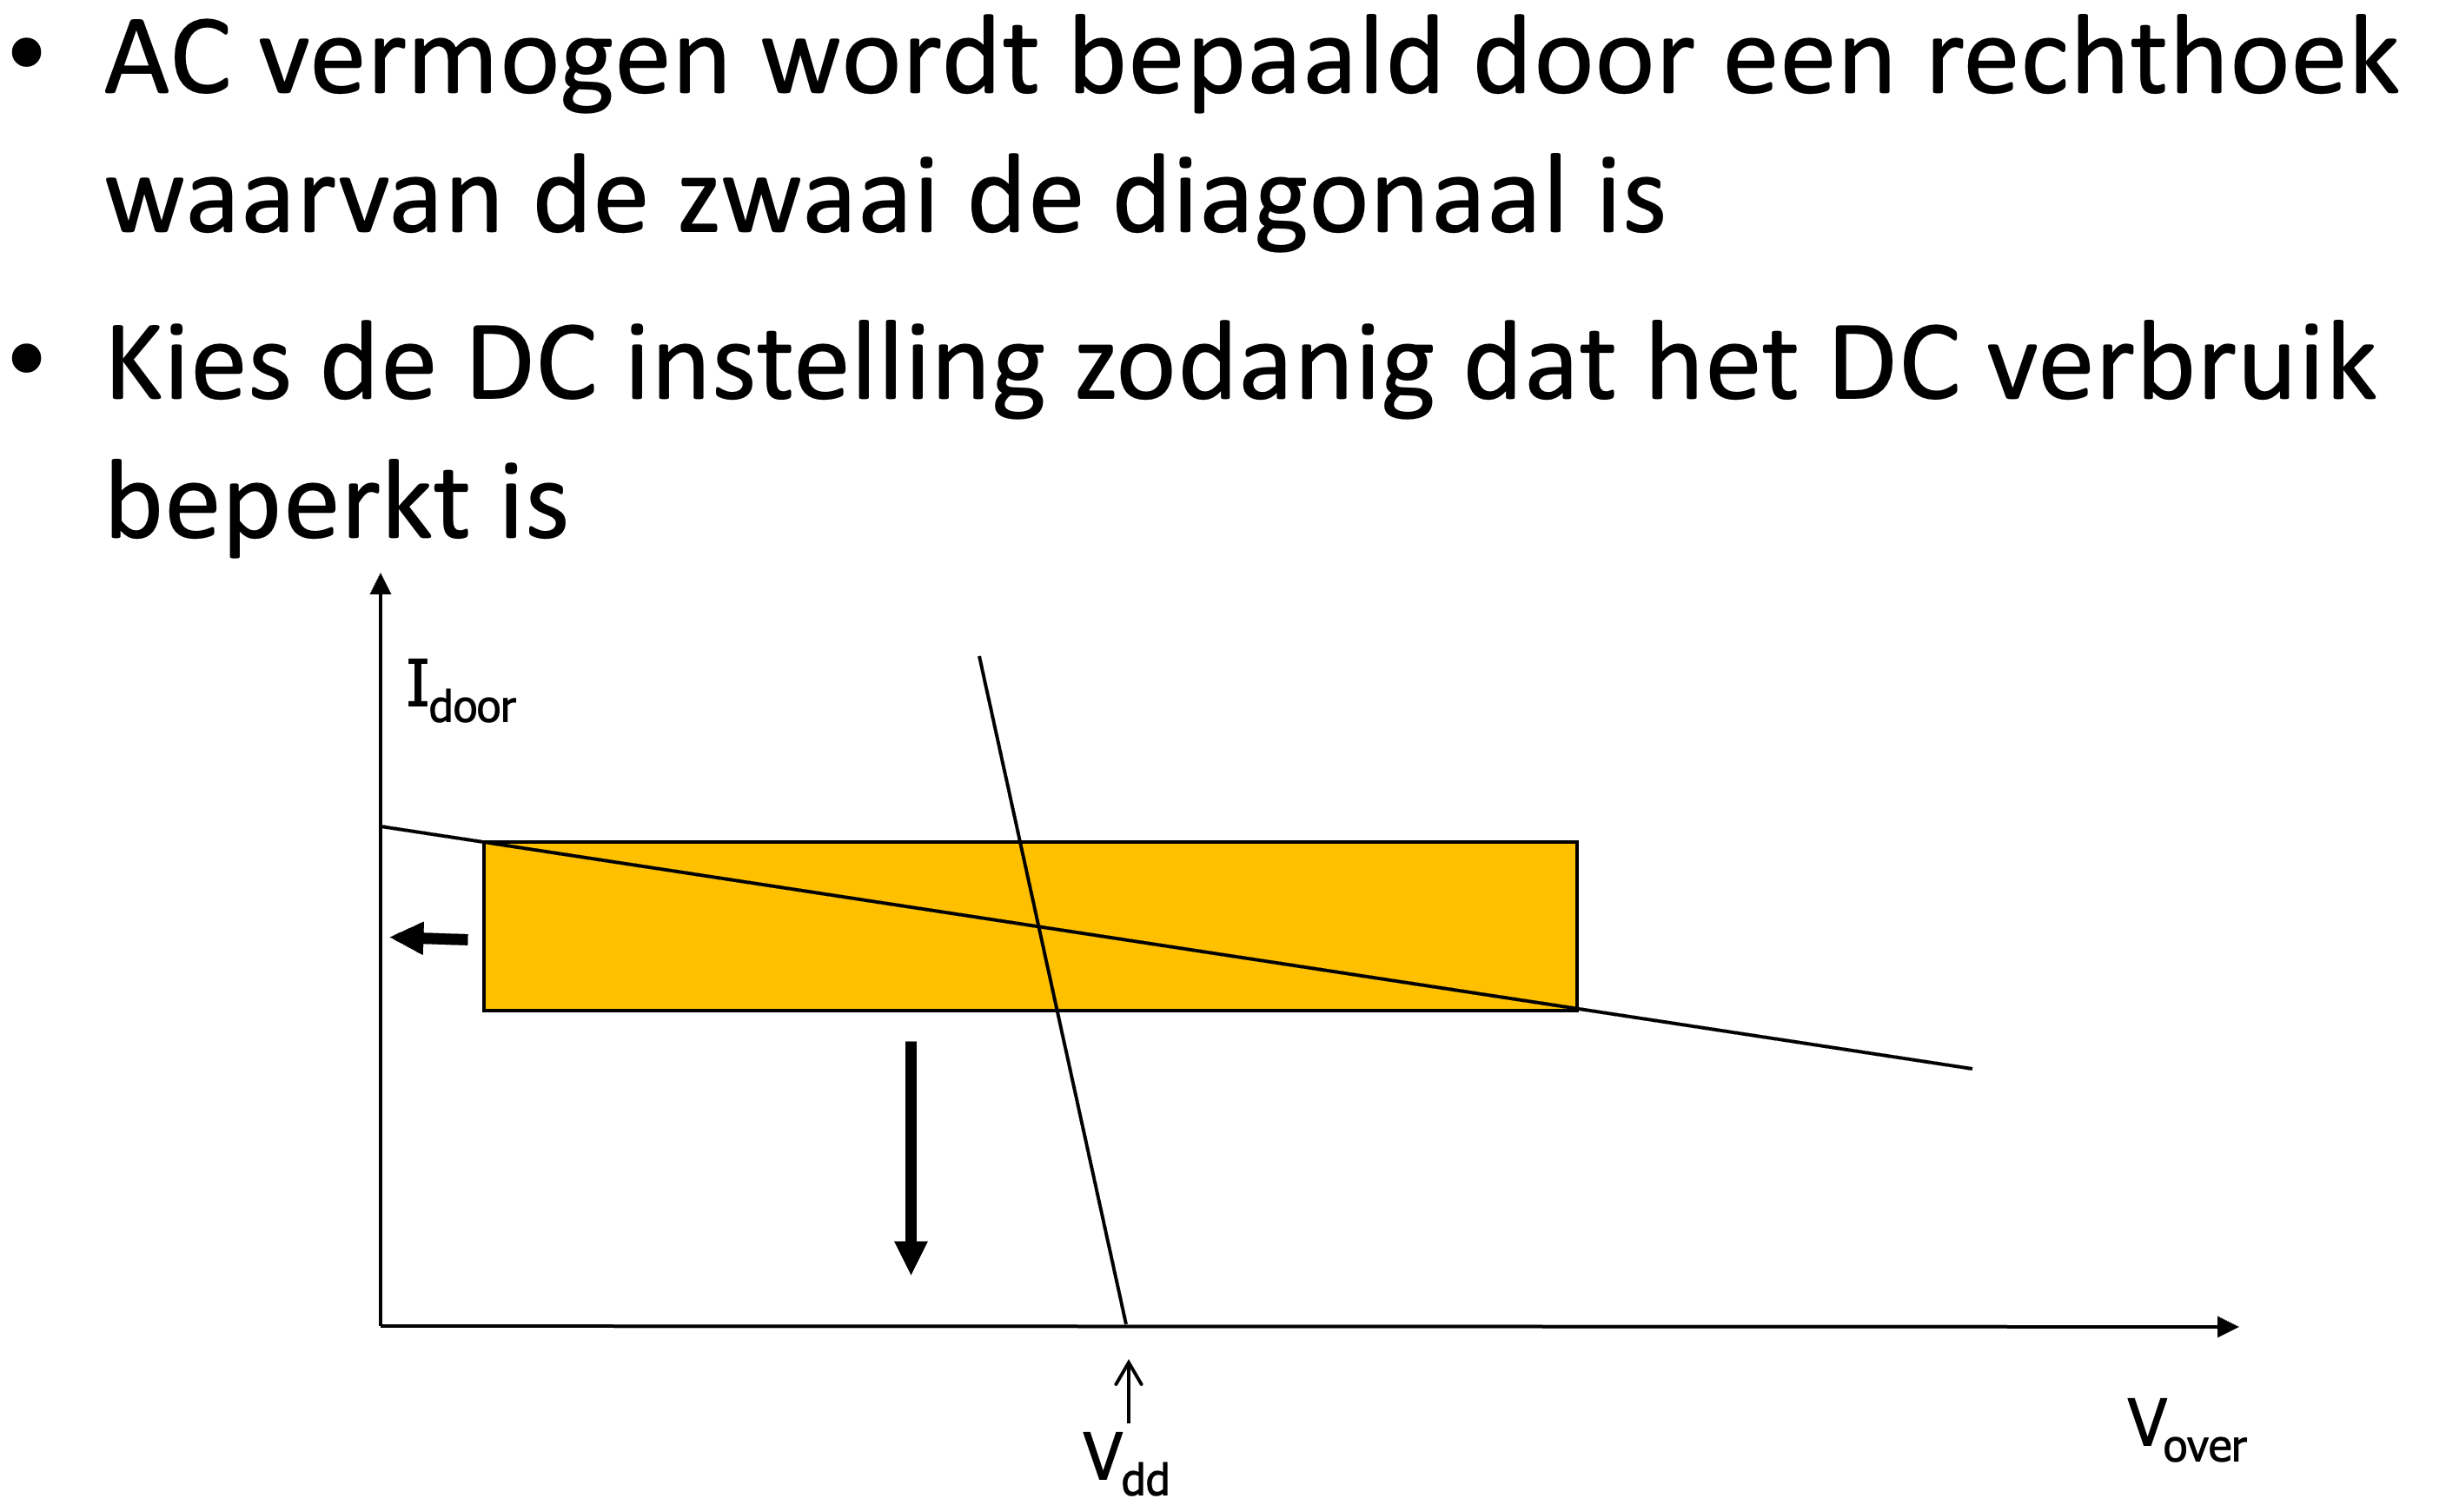 • AC vermogen wordt bepaald door een rechthoek
waarvan de zwaai de diagonaal is
• Kies de DC instelling zodanig dat het DC verbruik
beperkt is
Idoor
Vover
Vdd